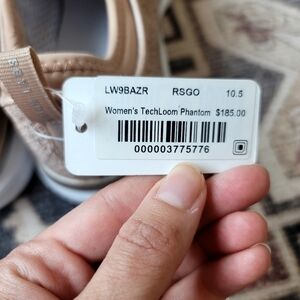 LW9BAZR RSGO 10.5
Women's TechLoom Phantom $185.00
000003775776